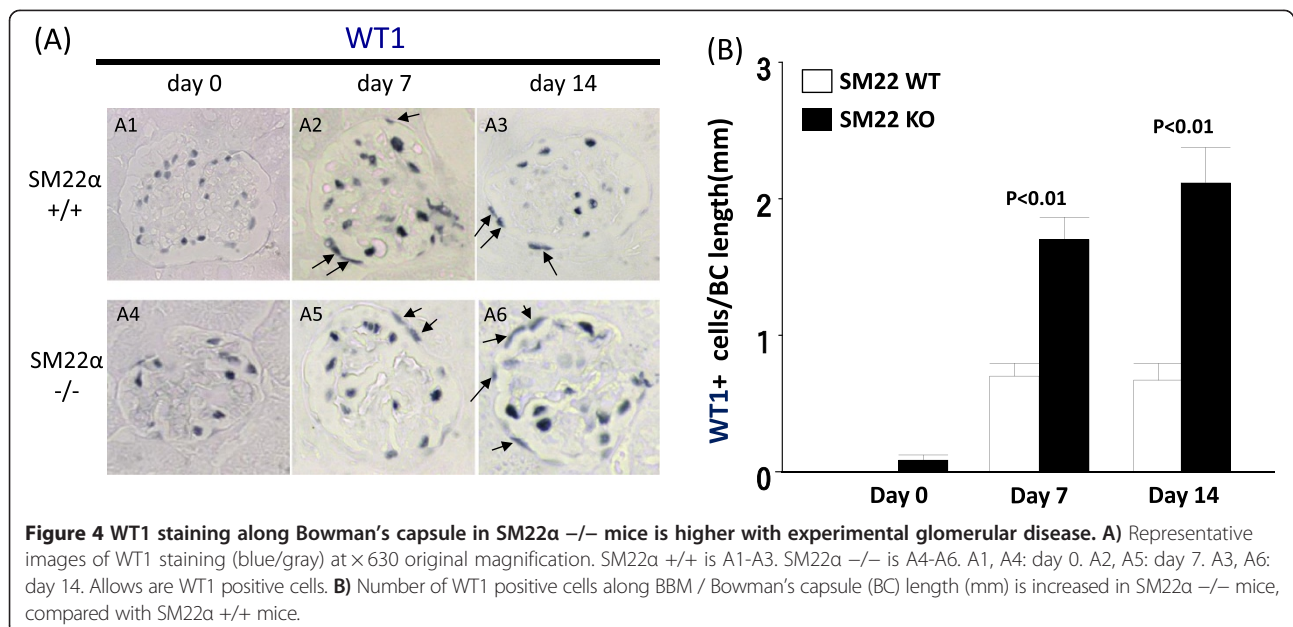 (A)
WT1
day 0 day 7 day 14
SM22α
+/+
A1 A2 A3
SM22α
-/-
A4 A5 A6
(B)
WT1+ cells/BC length(mm)
3
2
1
0
SM22 WT
SM22 KO
P<0.01
P<0.01
Day 0 Day 7 Day 14
Figure 4 WT1 staining along Bowman's capsule in SM22α −/− mice is higher with experimental glomerular disease. A) Representative
images of WT1 staining (blue/gray) at × 630 original magnification. SM22α +/+ is A1-A3. SM22α −/− is A4-A6. A1, A4: day 0. A2, A5: day 7. A3, A6:
day 14. Allows are WT1 positive cells. B) Number of WT1 positive cells along BBM / Bowman's capsule (BC) length (mm) is increased in SM22α −/− mice,
compared with SM22α +/+ mice.